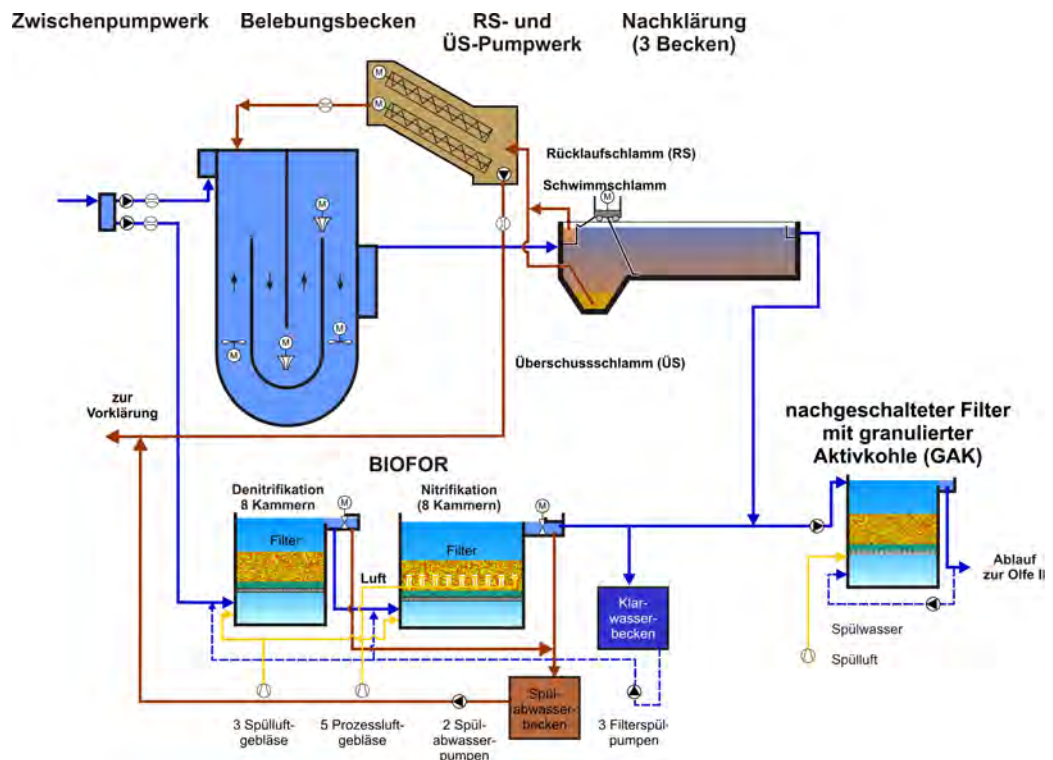 Zwischenpumpwerk
Belebungsbecken
RS- und
ÜS-Pumpwerk
Nachklärung
(3 Becken)
M
M
Rücklaufschlamm (RS)
Schwimmschlamm
M
M
M
M
M
Überschussschlamm (ÜS)
zur
Vorklärung
nachgeschalteter Filter
mit granulierter
Aktivkohle (GAK)
BIOFOR
Denitrifikation
8 Kammern
M
Nitrifikation
(8 Kammern)
M
Filter
Filter
Luft
Ablauf
zur Olfe II
Klar-
wasser-
becken
Spülwasser
Spülluft
Spül-
abwasser-
becken
3 Spülluft-
gebläse
5 Prozessluft-
gebläse
2 Spül-
abwasser-
pumpen
3 Filterspül-
pumpen